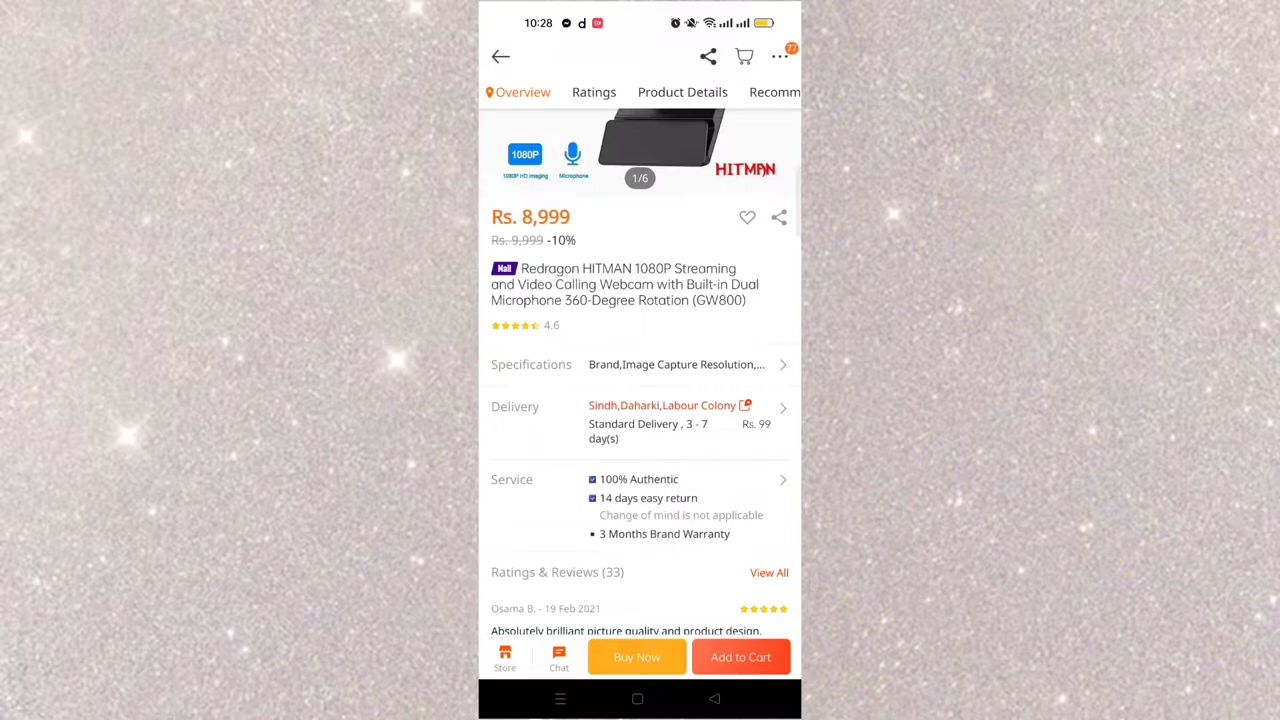 10:28
77
Overview Ratings Product Details Recomm
1080P
1080P HD Imaging Microphone
HITMAN
1/6
Rs. 8,999
Rs. 9,999 -10%
Mall Redragon HITMAN 1080P Streaming
and Video Calling Webcam with Built-in Dual
Microphone 360-Degree Rotation (GW800)
4.6
Specifications Brand,Image Capture Resolution,...
Delivery Sindh,Daharki,Labour Colony
Standard Delivery , 3 - 7 Rs. 99
day(s)
Service 100% Authentic
14 days easy return
Change of mind is not applicable
3 Months Brand Warranty
Ratings & Reviews (33) View All
Osama B. - 19 Feb 2021
Absolutely brilliant picture quality and product design.
Store Chat Buy Now Add to Cart